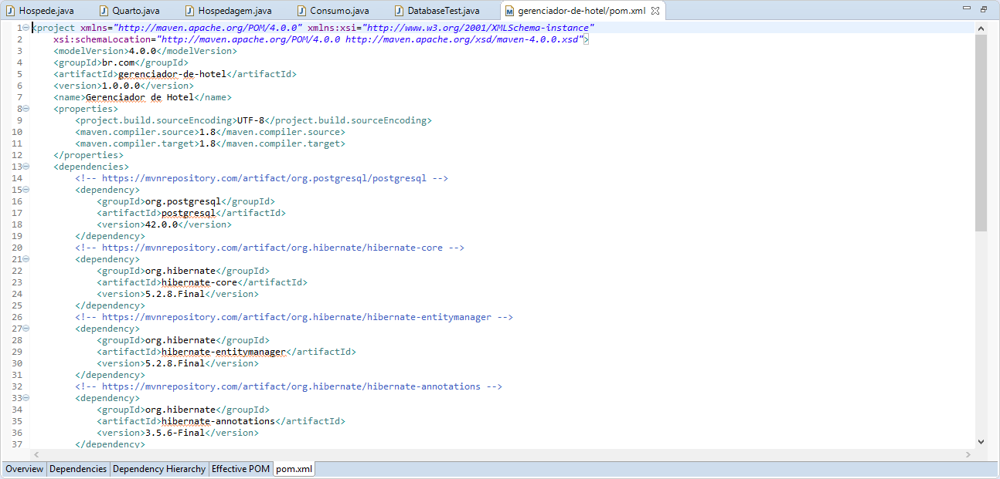 Hospede.java Quarto.java Hospedagem.java Consumo.java DatabaseTest.java gerenciador-de-hotel/pom.xml
1 <project xmlns="http://maven.apache.org/POM/4.0.0" xmlns:xsi="http://www.w3.org/2001/XMLSchema-instance"
2     xsi:schemaLocation="http://maven.apache.org/POM/4.0.0 http://maven.apache.org/xsd/maven-4.0.0.xsd">
3     <modelVersion>4.0.0</modelVersion>
4     <groupId>br.com</groupId>
5     <artifactId>gerenciador-de-hotel</artifactId>
6     <version>1.0.0.0</version>
7     <name>Gerenciador de Hotel</name>
8     <properties>
9         <project.build.sourceEncoding>UTF-8</project.build.sourceEncoding>
10         <maven.compiler.source>1.8</maven.compiler.source>
11         <maven.compiler.target>1.8</maven.compiler.target>
12     </properties>
13     <dependencies>
14         <!-- https://mvnrepository.com/artifact/org.postgresql/postgresql -->
15         <dependency>
16             <groupId>org.postgresql</groupId>
17             <artifactId>postgresql</artifactId>
18             <version>42.0.0</version>
19         </dependency>
20         <!-- https://mvnrepository.com/artifact/org.hibernate/hibernate-core -->
21         <dependency>
22             <groupId>org.hibernate</groupId>
23             <artifactId>hibernate-core</artifactId>
24             <version>5.2.8.Final</version>
25         </dependency>
26         <!-- https://mvnrepository.com/artifact/org.hibernate/hibernate-entitymanager -->
27         <dependency>
28             <groupId>org.hibernate</groupId>
29             <artifactId>hibernate-entitymanager</artifactId>
30             <version>5.2.8.Final</version>
31         </dependency>
32         <!-- https://mvnrepository.com/artifact/org.hibernate/hibernate-annotations -->
33         <dependency>
34             <groupId>org.hibernate</groupId>
35             <artifactId>hibernate-annotations</artifactId>
36             <version>3.5.6-Final</version>
37         </dependency>
Overview Dependencies Dependency Hierarchy Effective POM pom.xml